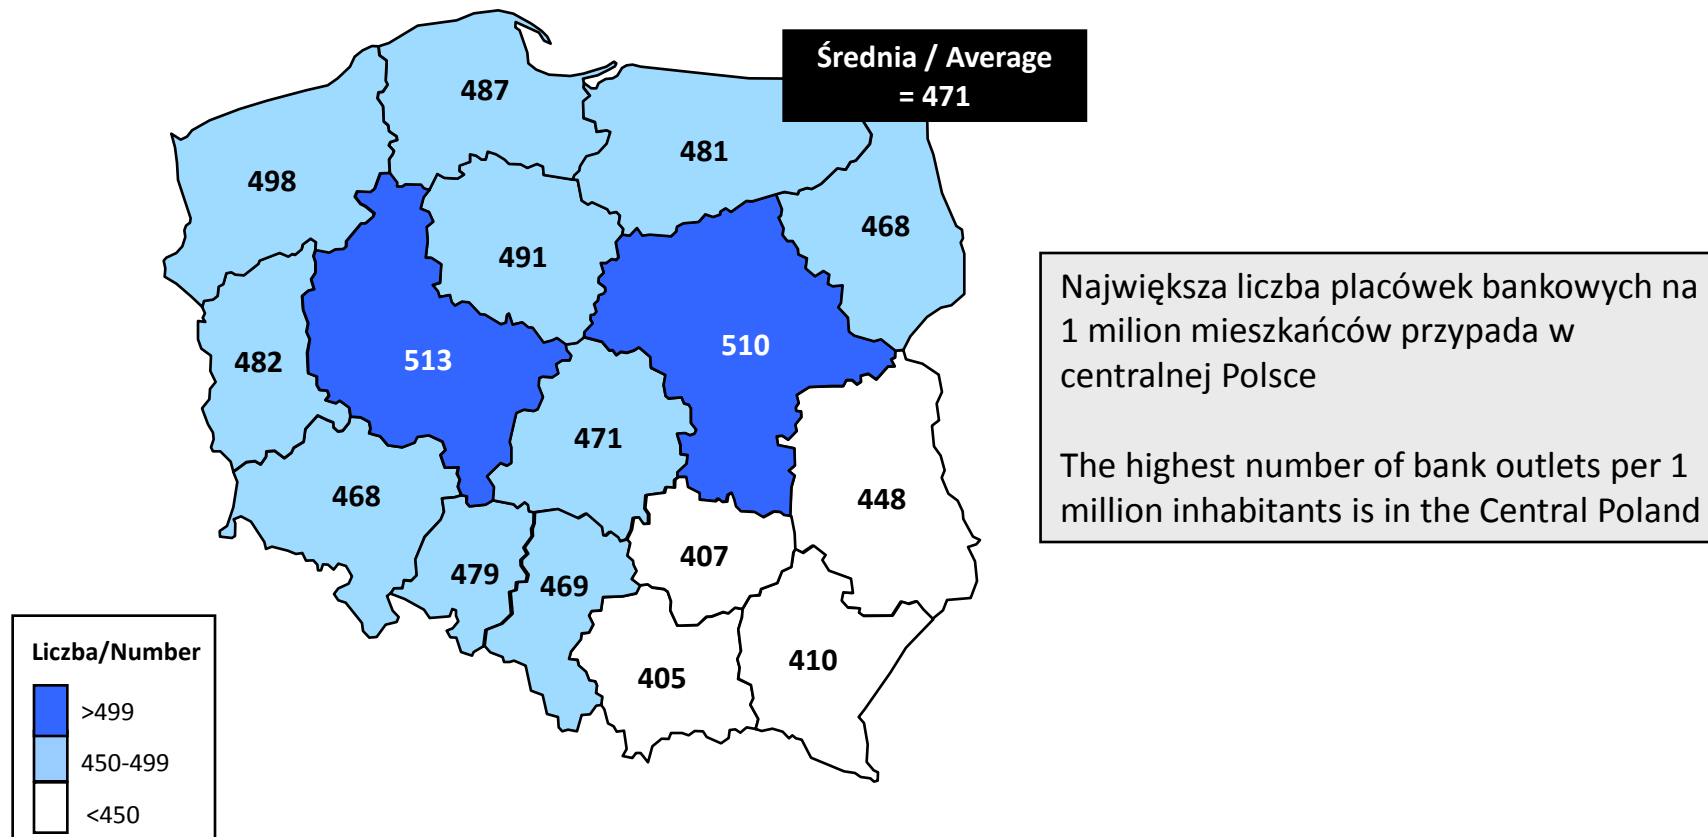 Średnia / Average
= 471
487
481
498
468
491
510
513
482
471
468
448
407
479
469
410
405
Największa liczba placówek bankowych na
1 milion mieszkańców przypada w
centralnej Polsce
The highest number of bank outlets per 1
million inhabitants is in the Central Poland
Liczba/Number
>499
450-499
<450